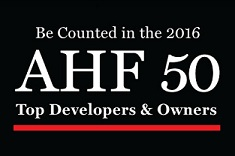 Be Counted in the 2016
AHF 50
Top Developers & Owners